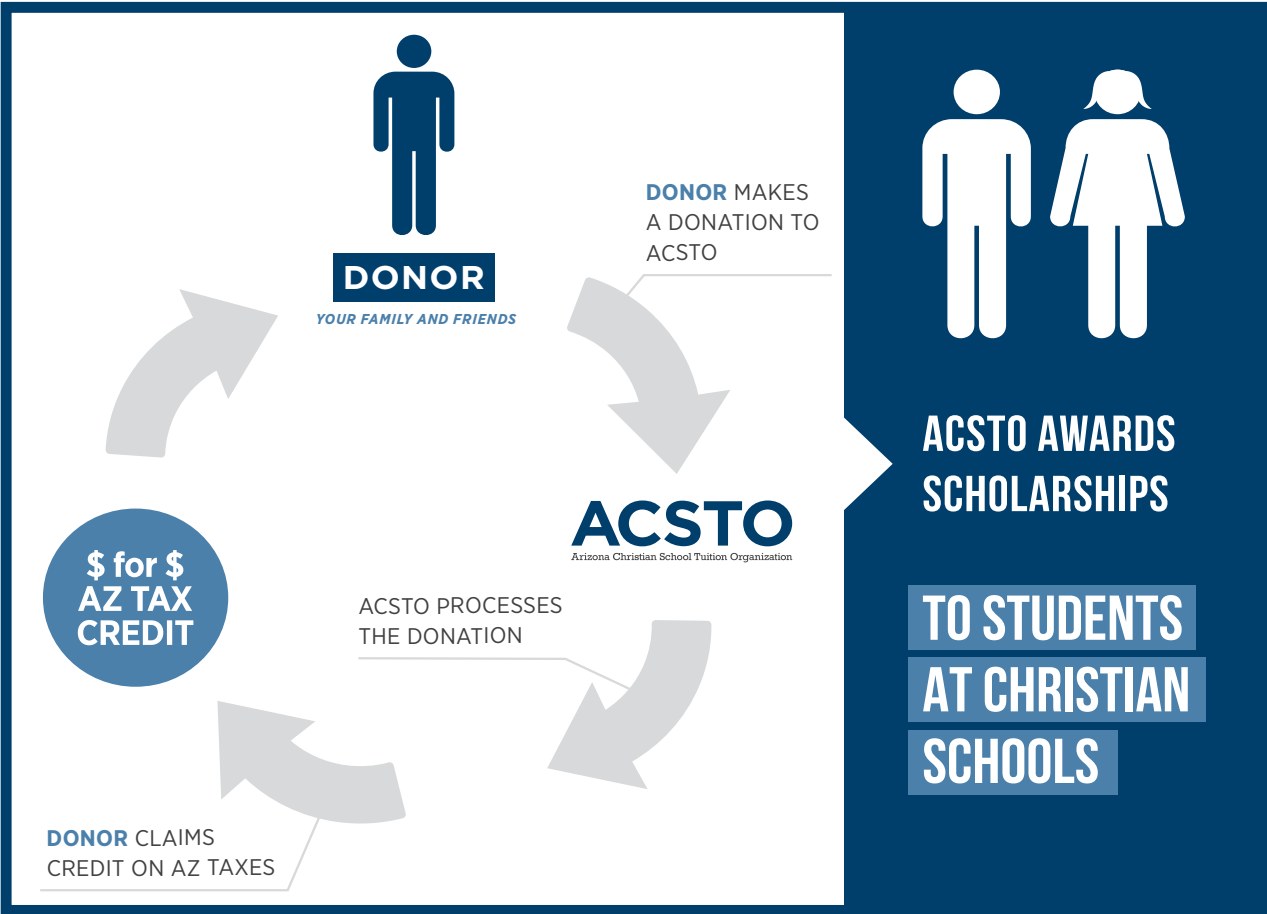 DONOR
YOUR FAMILY AND FRIENDS
DONOR MAKES
A DONATION TO
ACSTO
ACSTO
Arizona Christian School Tuition Organization
ACSTO PROCESSES
THE DONATION
DONOR CLAIMS
CREDIT ON AZ TAXES
$ for $
AZ TAX
CREDIT
ACSTO AWARDS
SCHOLARSHIPS
TO STUDENTS
AT CHRISTIAN
SCHOOLS